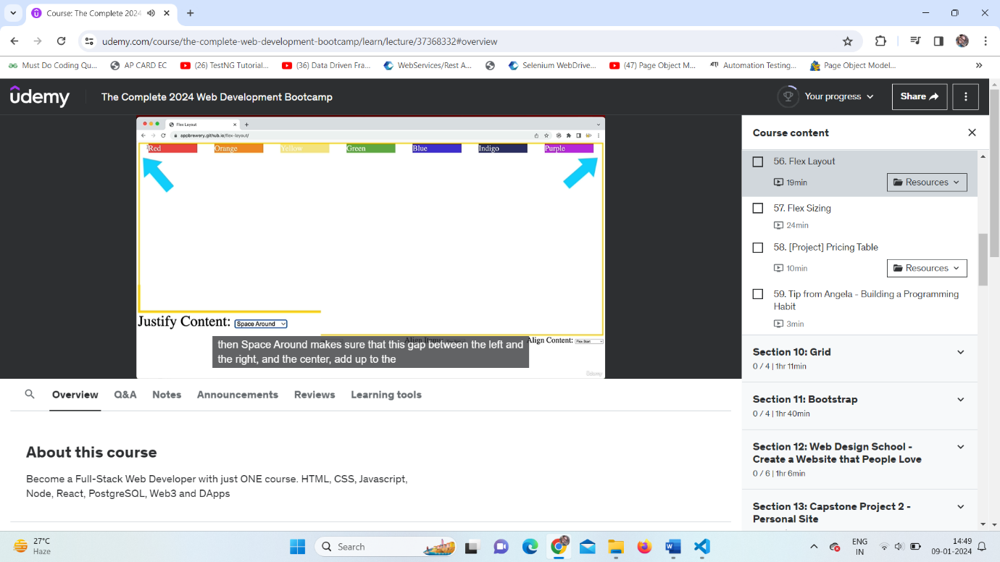 Course: The Complete 2024
udemy.com/course/the-complete-web-development-bootcamp/learn/lecture/37368332#overview
Must Do Coding Qu...
AP CARD EC
(26) TestNG Tutorial...
(36) Data Driven Fra...
WebServices/Rest A...
Selenium WebDrive...
(47) Page Object M...
Automation Testing...
Page Object Model...
»
ûdemy
The Complete 2024 Web Development Bootcamp
Your progress
Share
Flex Layout
appbrewery.github.io/flex-layout/
Red
Orange
Yellow
Green
Blue
Indigo
Purple
Justify Content: Space Around
Align Content: Flex Start
then Space Around makes sure that this gap between the left and
the right, and the center, add up to the
ûdemy
Course content
56. Flex Layout
19min
Resources
57. Flex Sizing
24min
58. [Project] Pricing Table
10min
Resources
59. Tip from Angela - Building a Programming
Habit
3min
Section 10: Grid
0 / 4 | 1hr 11min
Section 11: Bootstrap
0 / 4 | 1hr 40min
Section 12: Web Design School -
Create a Website that People Love
0 / 6 | 1hr 6min
Section 13: Capstone Project 2 -
Personal Site
Overview
Q&A
Notes
Announcements
Reviews
Learning tools
About this course
Become a Full-Stack Web Developer with just ONE course. HTML, CSS, Javascript,
Node, React, PostgreSQL, Web3 and DApps
27°C
Haze
Search
ENG
IN
14:49
09-01-2024